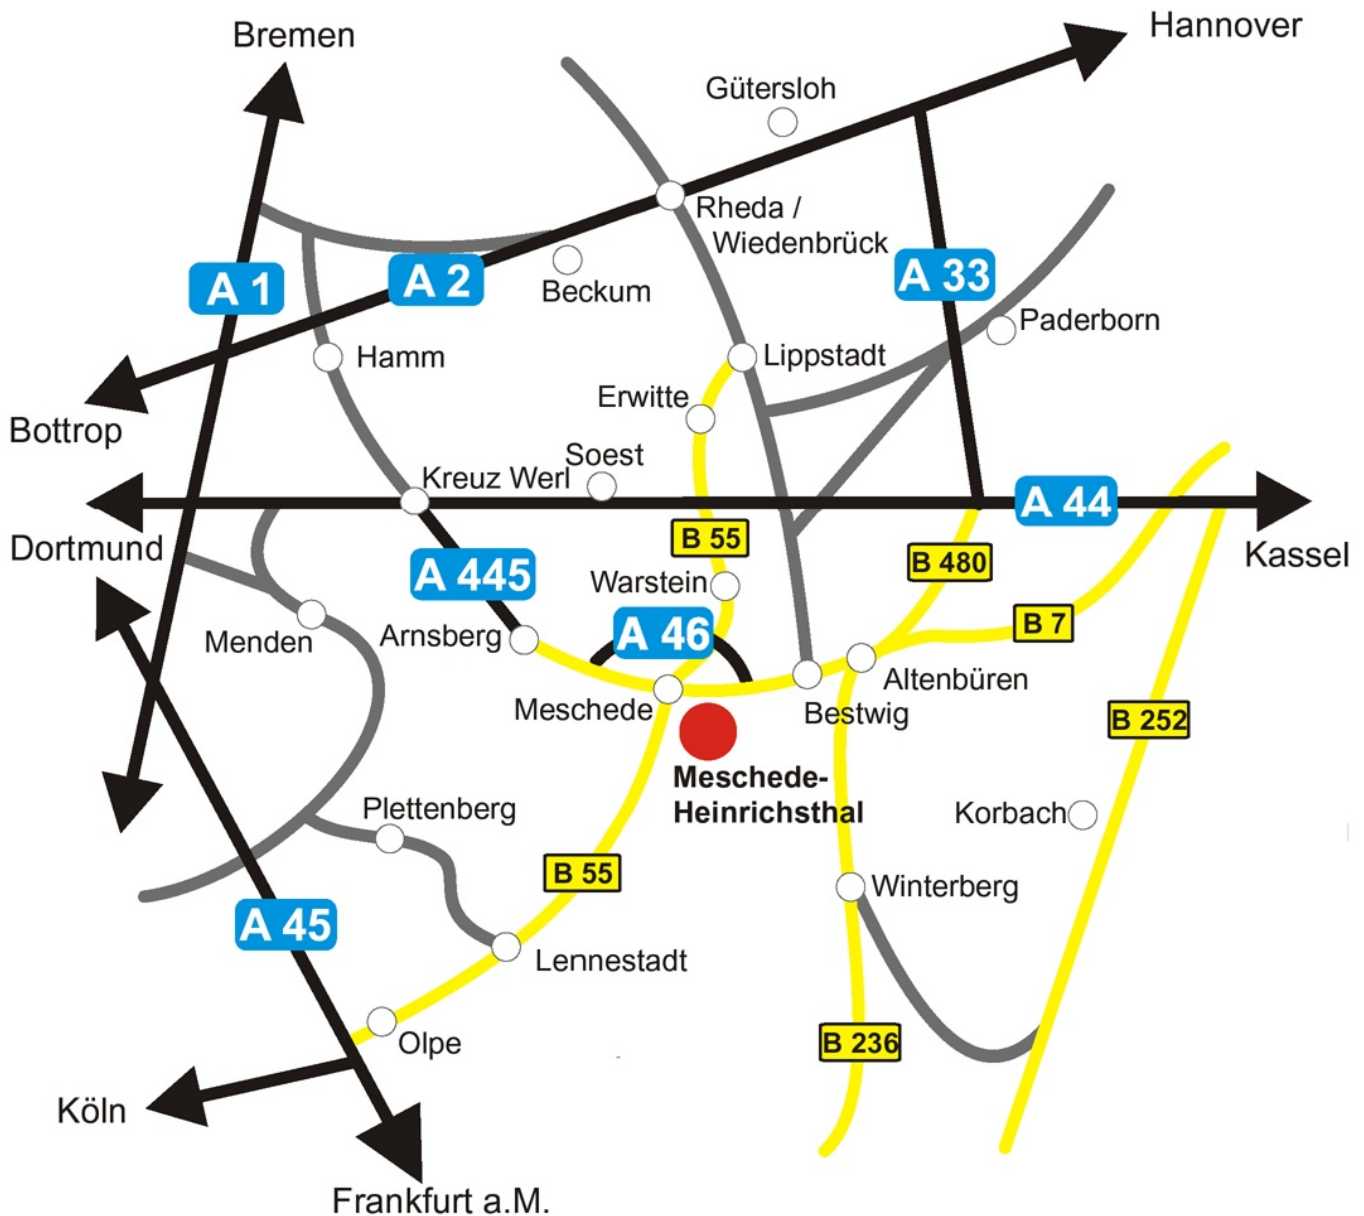 Bremen
Hannover
Gütersloh
Rheda /
Wiedenbrück
A 1
A 2
A 33
Beckum
Paderborn
Hamm
Lippstadt
Erwitte
Bottrop
Soest
Kreuz Werl
A 44
Dortmund
B 55
Kassel
B 480
A 445
Warstein
B 7
Menden
Arnsberg
A 46
Altenbüren
Meschede
Bestwig
B 252
Meschede-
Heinrichsthal
Plettenberg
Korbach
B 55
Winterberg
A 45
Lennestadt
Olpe
B 236
Köln
Frankfurt a.M.